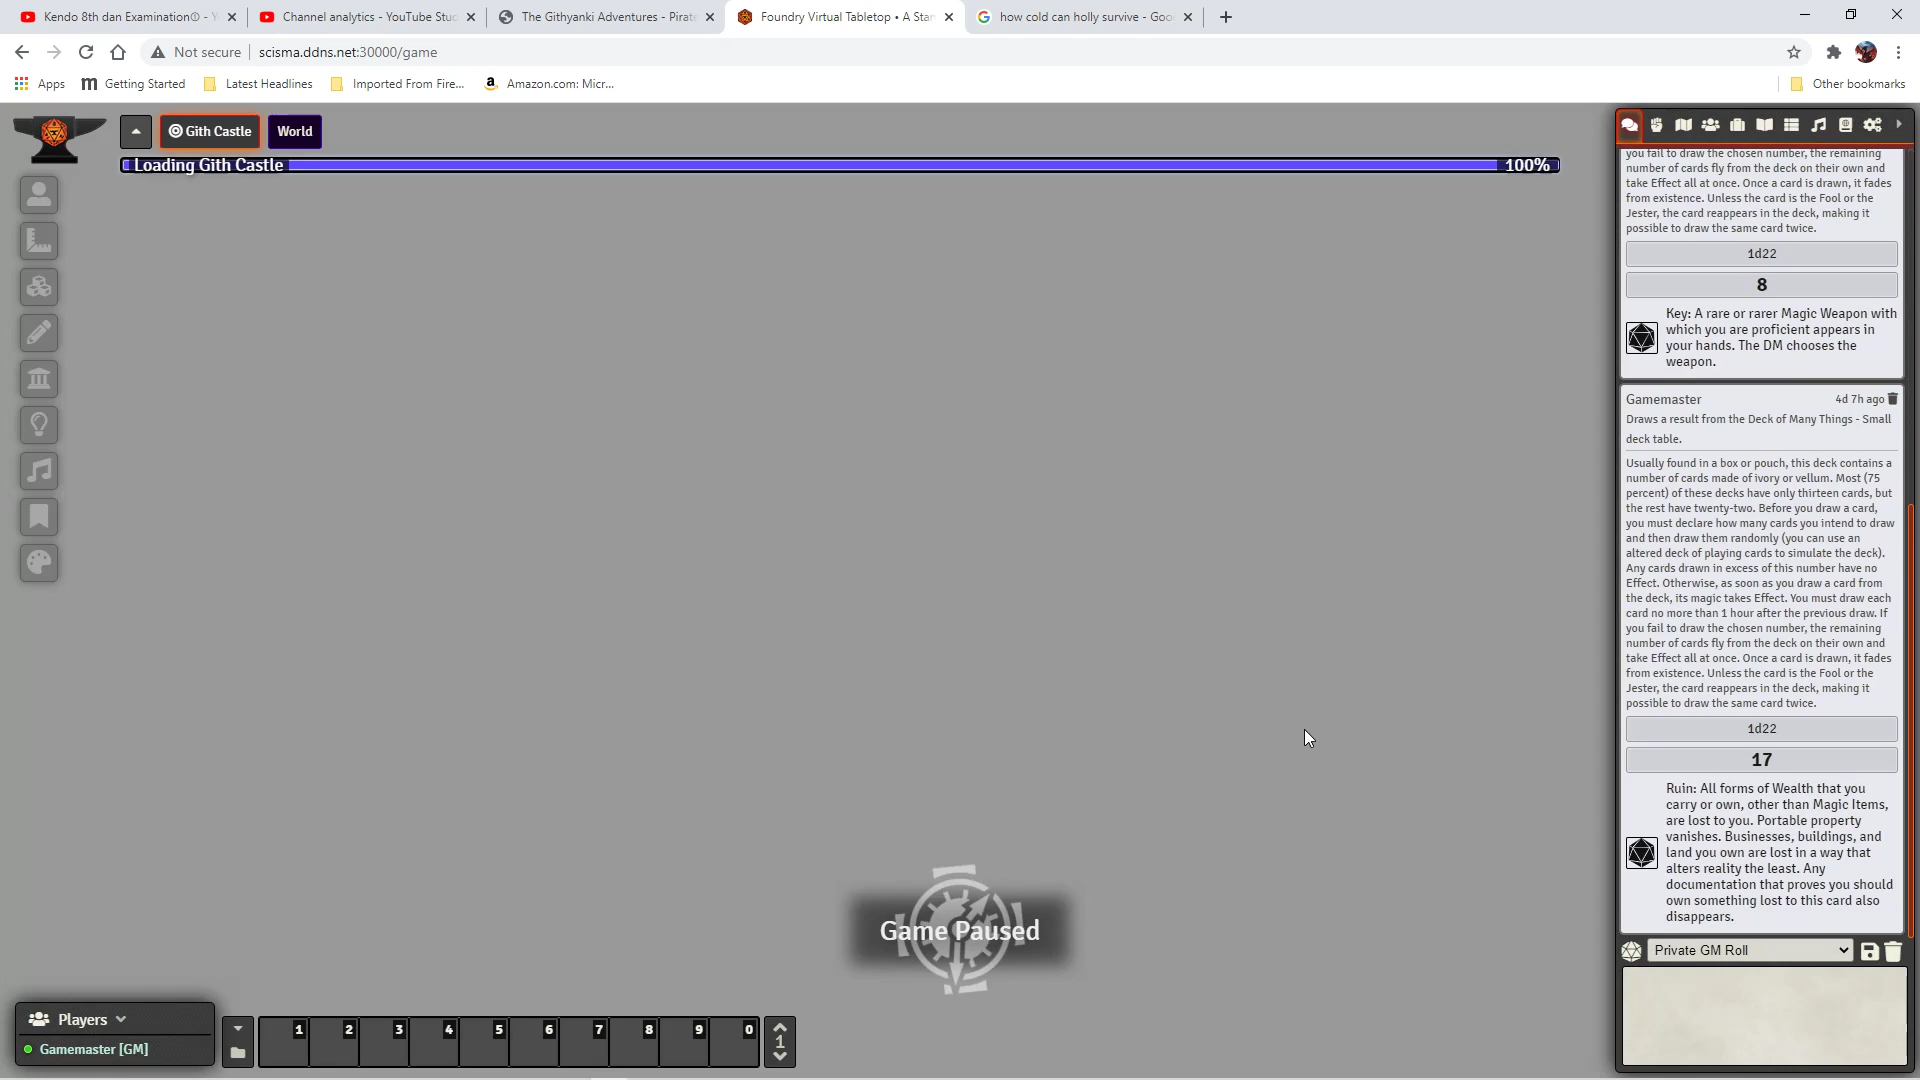 Kendo 8th dan Examination① - Y
Channel analytics - YouTube Stud
The Githyanki Adventures - Pirate
Foundry Virtual Tabletop • A Stan
how cold can holly survive - Goo
Not secure
scisma.ddns.net:30000/game
Apps
Getting Started
Latest Headlines
Imported From Fire...
Amazon.com: Micr...
Other bookmarks
Gith Castle
World
Loading Gith Castle
100%
you fail to draw the chosen number, the remaining
number of cards fly from the deck on their own and
take Effect all at once. Once a card is drawn, it fades
from existence. Unless the card is the Fool or the
Jester, the card reappears in the deck, making it
possible to draw the same card twice.
1d22
8
Key: A rare or rarer Magic Weapon with
which you are proficient appears in
your hands. The DM chooses the
weapon.
Gamemaster
4d 7h ago
Draws a result from the Deck of Many Things - Small
deck table.
Usually found in a box or pouch, this deck contains a
number of cards made of ivory or vellum. Most (75
percent) of these decks have only thirteen cards, but
the rest have twenty-two. Before you draw a card,
you must declare how many cards you intend to draw
and then draw them randomly (you can use an
altered deck of playing cards to simulate the deck).
Any cards drawn in excess of this number have no
Effect. Otherwise, as soon as you draw a card from
the deck, its magic takes Effect. You must draw each
card no more than 1 hour after the previous draw. If
you fail to draw the chosen number, the remaining
number of cards fly from the deck on their own and
take Effect all at once. Once a card is drawn, it fades
from existence. Unless the card is the Fool or the
Jester, the card reappears in the deck, making it
possible to draw the same card twice.
1d22
17
Ruin: All forms of Wealth that you
carry or own, other than Magic Items,
are lost to you. Portable property
vanishes. Businesses, buildings, and
land you own are lost in a way that
alters reality the least. Any
documentation that proves you should
own something lost to this card also
disappears.
Private GM Roll
Game Paused
Players
Gamemaster [GM]
1 2 3 4 5 6 7 8 9 0
1